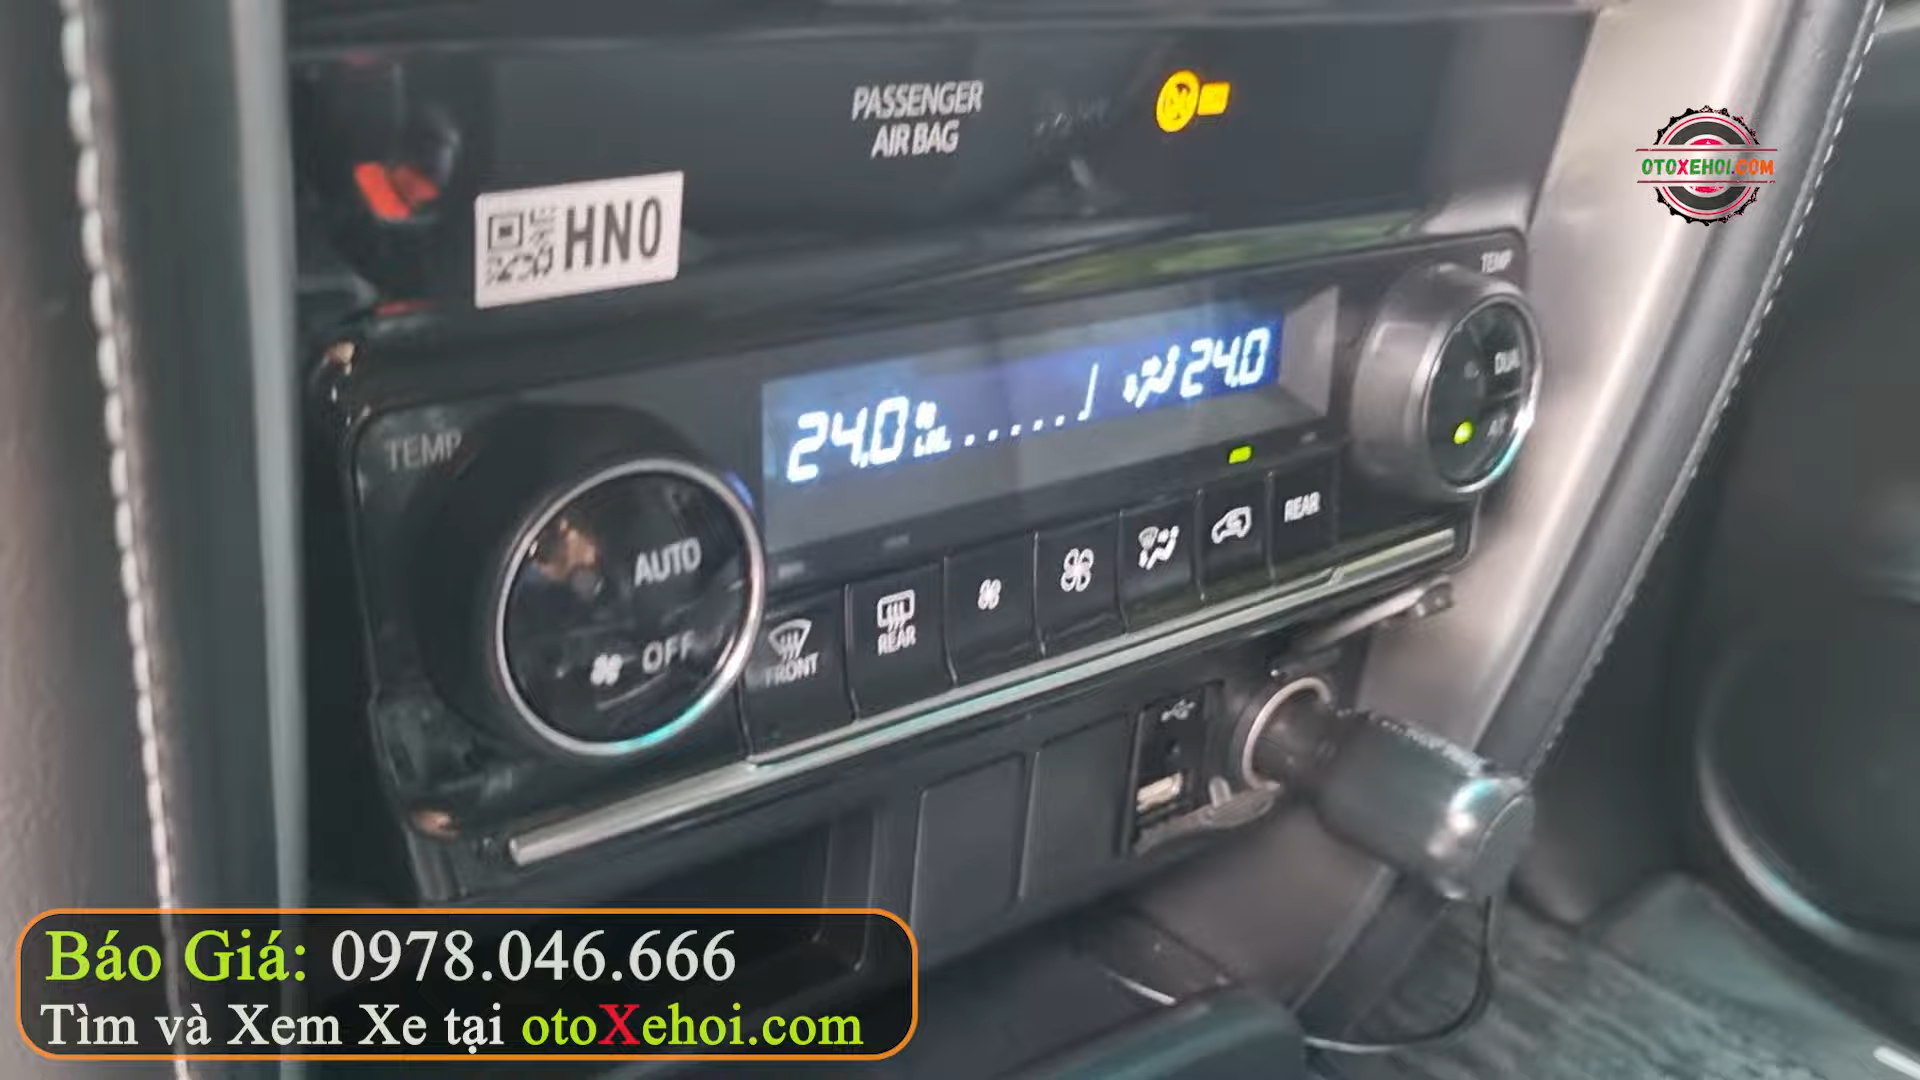 PASSENGER
AIR BAG
OTOXEHOI.COM
HN0
TEMP
24.0
24.0
TEMP
DUAL
AUTO
OFF
FRONT
REAR
REAR
Báo Giá: 0978.046.666
Tìm và Xem Xe tại otoXehoi.com